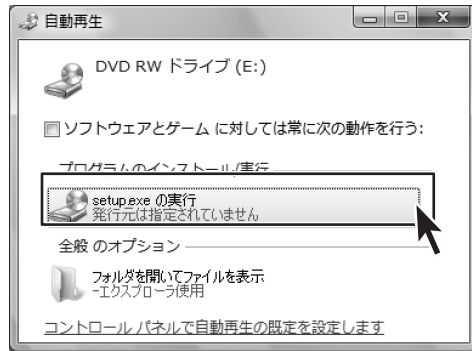 自動再生
DVD RW ドライブ (E:)
ソフトウェアとゲーム に対しては常に次の動作を行う:
プログラムのインストール/実行
setup.exe の実行
発行元は指定されていません
全般 のオプション
フォルダを開いてファイルを表示
-エクスプローラ使用
コントロール パネルで自動再生の既定を設定します